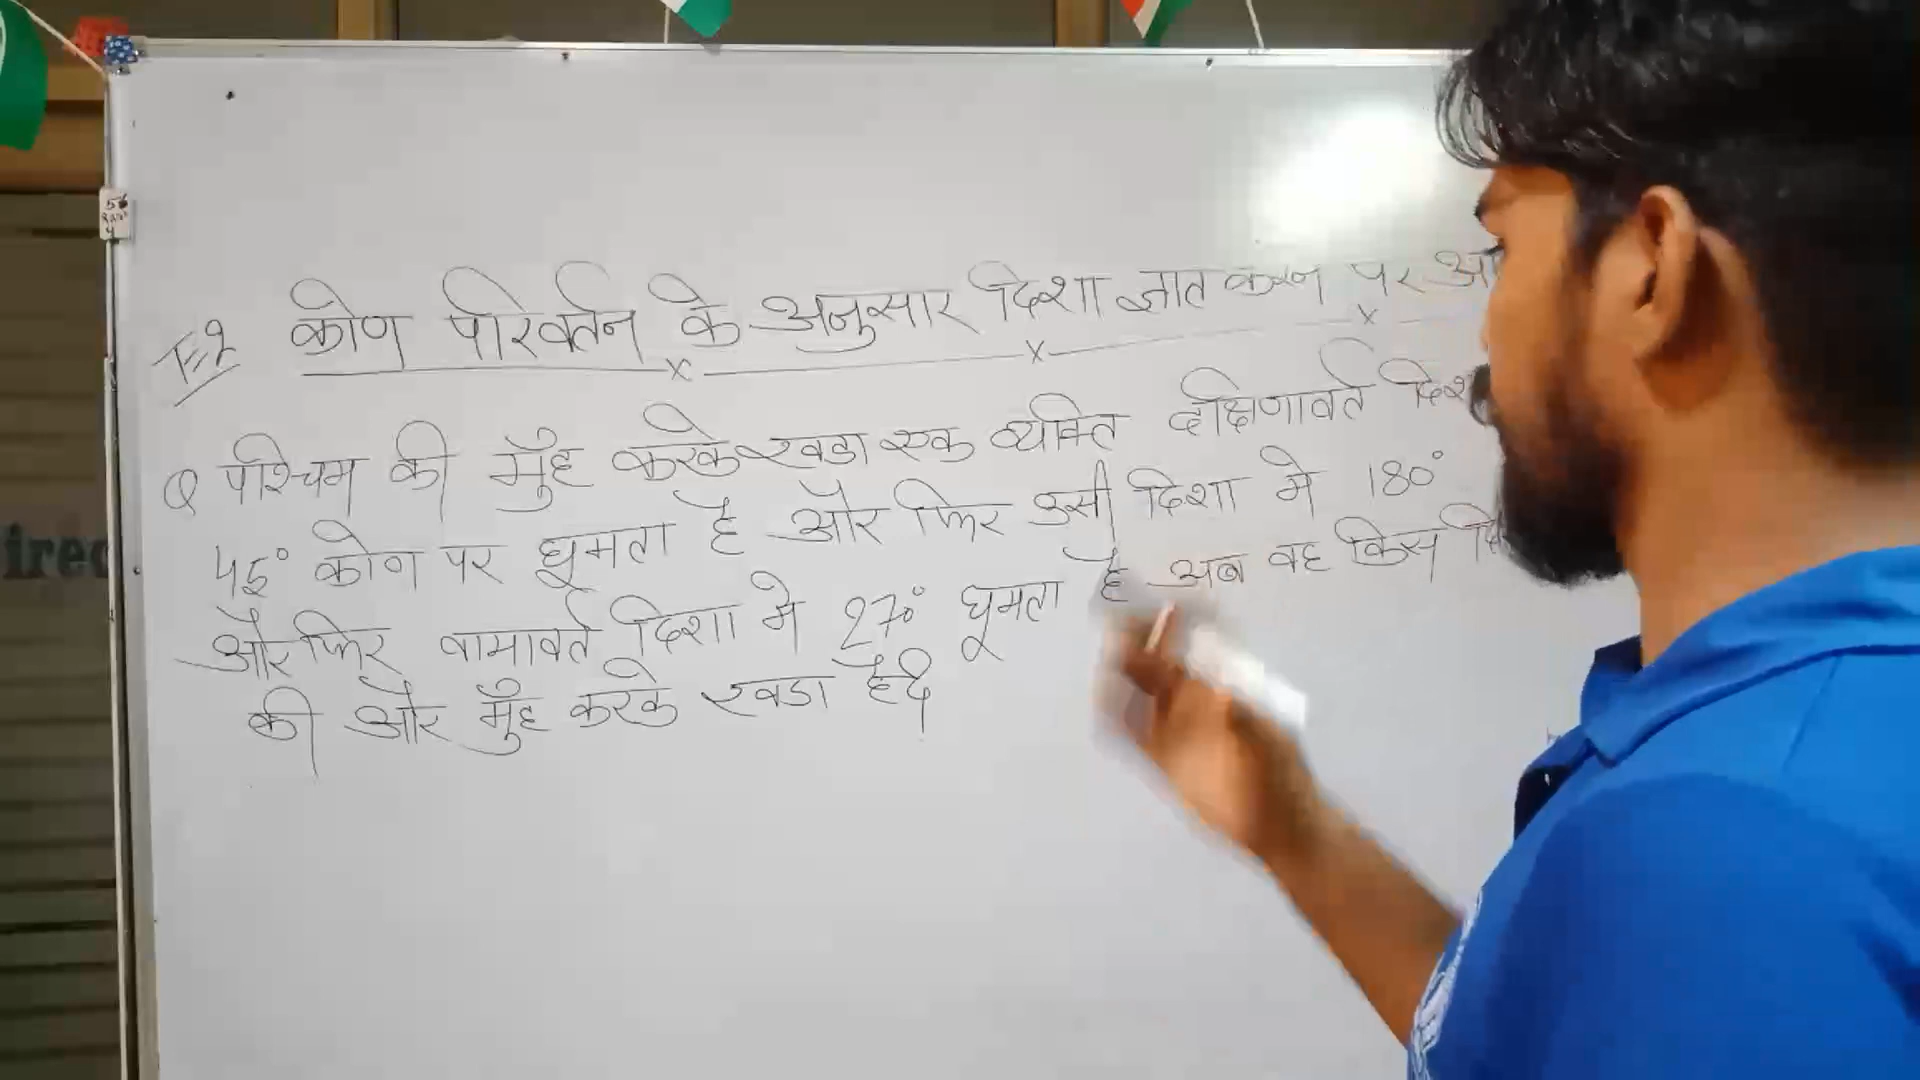 T=2 कोण परिवर्तन के अनुसार दिशा ज्ञात करन पर
Q पश्चिम की मुँह करके खडा एक व्यक्ति दक्षिणावर्त
45° कोण पर घूमता है और फिर उसी दिशा मे 180°
और फिर वामावर्त दिशा मे 270° घूमता है अब वह किस
की और मुँह करके खडा है